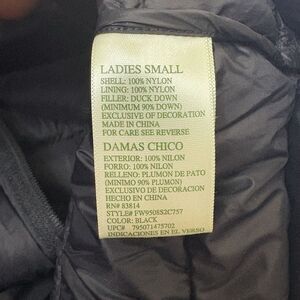 LADIES SMALL
SHELL: 100% NYLON
LINING: 100% NYLON
FILLER: DUCK DOWN
(MINIMUM 90% DOWN)
EXCLUSIVE OF DECORATION
MADE IN CHINA
FOR CARE SEE REVERSE
DAMAS CHICO
EXTERIOR: 100% NILON
FORRO: 100% NILON
RELLENO: PLUMON DE PATO
(MINIMO 90% PLUMON)
EXCLUSIVO DE DECORACION
HECHO EN CHINA
RN# 83814
STYLE# FW9508S2C757
COLOR: BLACK
UPC# 795071475702
INDICACIONES EN EL VERSO